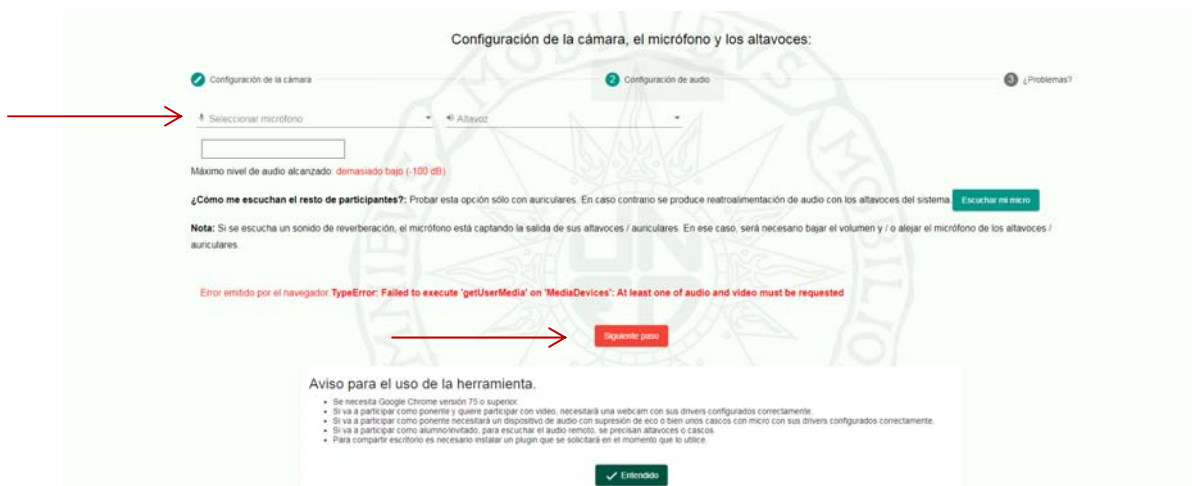 Configuración de la cámara, el micrófono y los altavoces:
Configuración de la cámara
2 Configuración de audio
3 ¿Problemas?
Seleccionar micrófono
Altavoz
Máximo nivel de audio alcanzado: demasiado bajo (-100 dB)
¿Cómo me escuchan el resto de participantes?: Probar esta opción sólo con auriculares. En caso contrario se produce reatroalimentación de audio con los altavoces del sistema. Escuchar mi micro
Nota: Si se escucha un sonido de reverberación, el micrófono está captando la salida de sus altavoces / auriculares. En ese caso, será necesario bajar el volumen y / o alejar el micrófono de los altavoces /
auriculares.
Error emitido por el navegador TypeError: Failed to execute 'getUserMedia' on 'MediaDevices': At least one of audio and video must be requested
Siguiente paso
Aviso para el uso de la herramienta.
Se necesita Google Chrome versión 75 o superior.
Si va a participar como ponente y quiere participar con video, necesitará una webcam con sus drivers configurados correctamente.
Si va a participar como ponente necesitará un dispositivo de audio con supresión de eco o bien unos cascos con micro con sus drivers configurados correctamente.
Si va a participar como alumno/invitado, para escuchar el audio remoto, se precisan altavoces o cascos.
Para compartir escritorio es necesario instalar un plugin que se solicitará en el momento que lo utilice.
Entendido